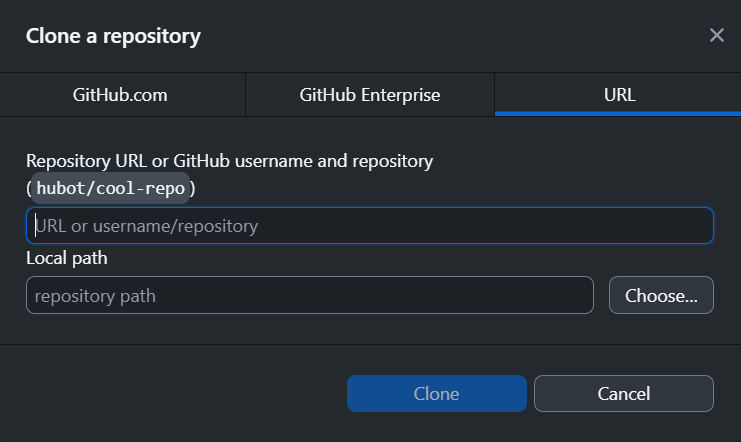 Clone a repository
GitHub.com
GitHub Enterprise
URL
Repository URL or GitHub username and repository
(hubot/cool-repo)
URL or username/repository
Local path
repository path
Choose...
Clone
Cancel